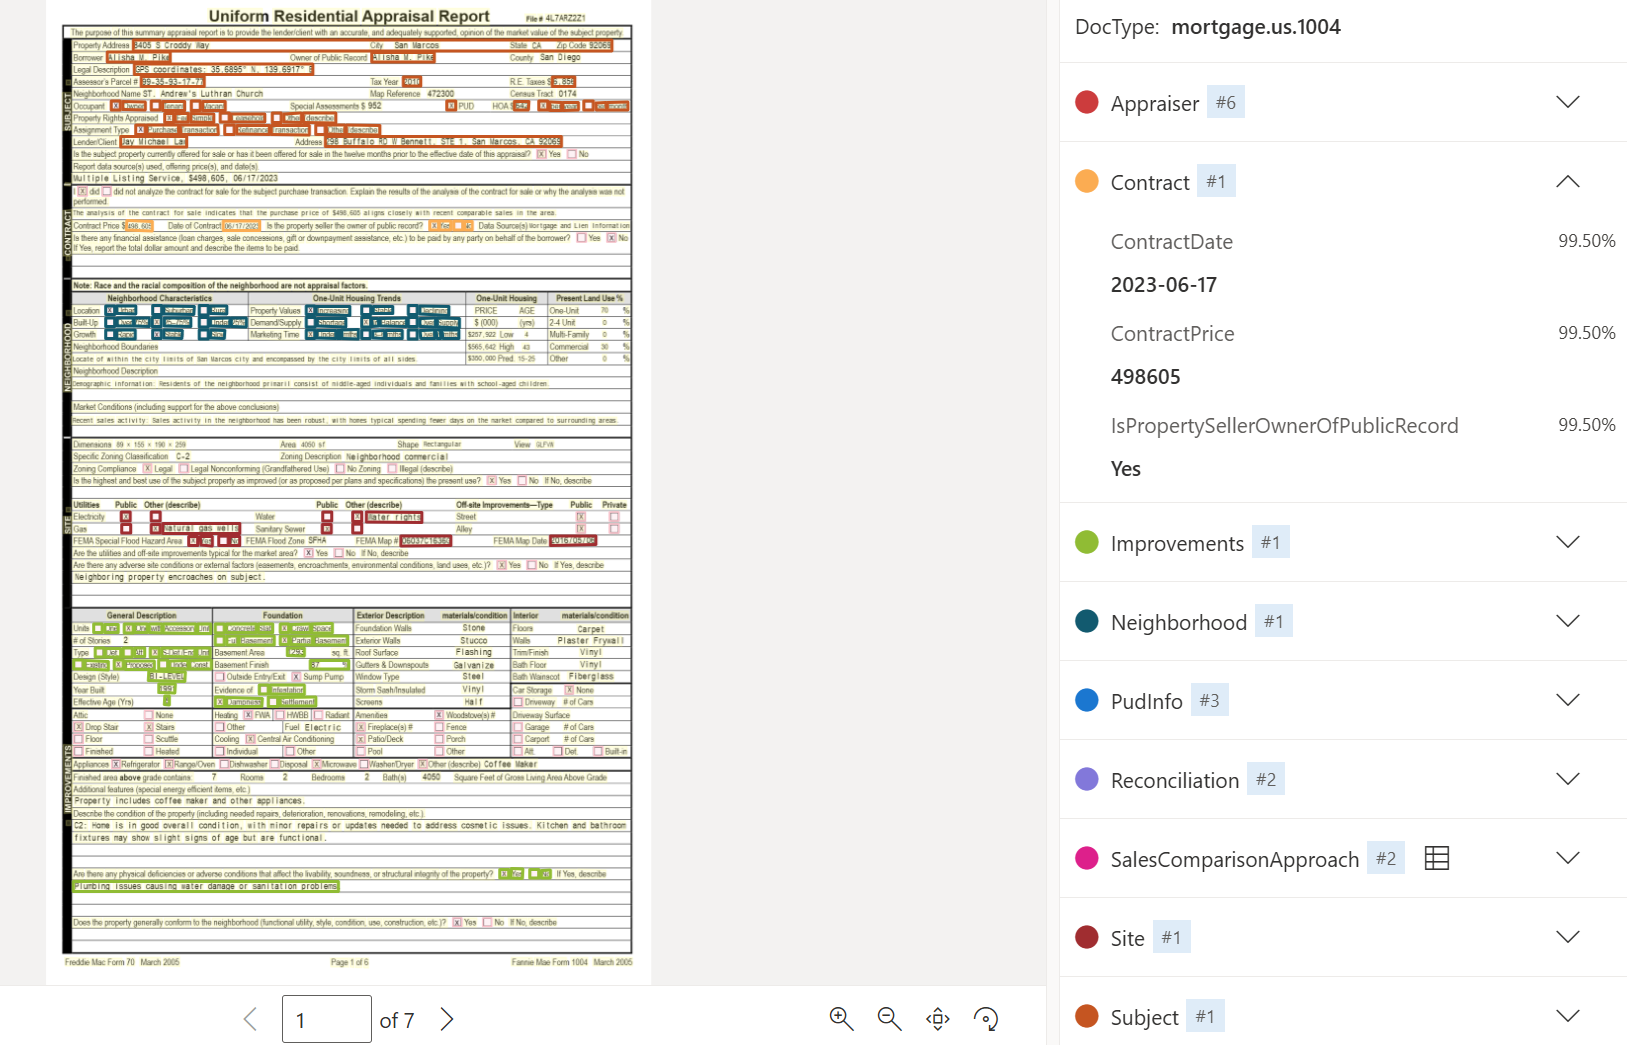 Uniform Residential Appraisal Report File # 4L7ARZ2Z1
The purpose of this summary appraisal report is to provide the lender/client with an accurate, and adequately supported, opinion of the market value of the subject property.
SUBJECT
Property Address 8405 S Croddy Way City San Marcos State CA Zip Code 92069
Borrower Alisha M. Pike Owner of Public Record Alisha M. Pike County San Diego
Legal Description GPS coordinates: 35.6895° N, 139.6917° E
Assessor's Parcel # 99-35-93-17-77 Tax Year 2010 R.E. Taxes $
Neighborhood Name ST. Andrew's Luthran Church Map Reference 472300 Census Tract 0174
Occupant X Owner Tenant Vacant Special Assessments $ 952 X PUD HOA $
Property Rights Appraised X Fee Simple Leasehold Other (describe)
Assignment Type X Purchase Transaction Refinance Transaction Other (describe)
Lender/Client Jay Michael Lai Address 298 Buffalo RD W Bennett, STE 1, San Marcos, CA 92069
Is the subject property currently offered for sale or has it been offered for sale in the twelve months prior to the effective date of this appraisal? X Yes No
Report data source(s) used, offering price(s), and date(s).
Multiple Listing Service, $498,605, 06/17/2023
CONTRACT
I X did did not analyze the contract for sale for the subject purchase transaction. Explain the results of the analysis of the contract for sale or why the analysis was not
performed.
The analysis of the contract for sale indicates that the purchase price of $498,605 aligns closely with recent comparable sales in the area.
Contract Price $ 498,605 Date of Contract 06/17/2023 Is the property seller the owner of public record? X Yes No Data Source(s) Mortgage and Lien Information
Is there any financial assistance (loan charges, sale concessions, gift or downpayment assistance, etc.) to be paid by any party on behalf of the borrower? Yes X No
If Yes, report the total dollar amount and describe the items to be paid.
Note: Race and the racial composition of the neighborhood are not appraisal factors.
NEIGHBORHOOD
Neighborhood Characteristics One-Unit Housing Trends One-Unit Housing Present Land Use %
Location X Urban Suburban Rural Property Values X Increasing Stable Declining PRICE AGE One-Unit 70 %
Built-Up Demand/Supply Shortage X In Balance Over Supply $ (000) (yrs) 2-4 Unit 0 %
Growth Rapid X Stable Slow Marketing Time $257,922 Low 4 Multi-Family 0 %
Neighborhood Boundaries $565,642 High 43 Commercial 30 %
Locate of within the city limits of San Marcos city and encompassed by the city limits of all sides. $350,000 Pred. 15-25 Other 0 %
Neighborhood Description
Demographic information: Residents of the neighborhood primaril consist of middle-aged individuals and families with school-aged children.
Market Conditions (including support for the above conclusions)
Recent sales activity: Sales activity in the neighborhood has been robust, with homes typical spending fewer days on the market compared to surrounding areas.
SITE
Dimensions 89 × 155 × 190 × 259 Area 4050 sf Shape Rectangular View GLFVW
Specific Zoning Classification C-2 Zoning Description Neighborhood commercial
Zoning Compliance X Legal Legal Nonconforming (Grandfathered Use) No Zoning Illegal (describe)
Is the highest and best use of the subject property as improved (or as proposed per plans and specifications) the present use? X Yes No If No, describe
Utilities Public Other (describe) Public Other (describe) Off-site Improvements—Type Public Private
Electricity X Water X Water rights Street X
Gas X Natural gas wells Sanitary Sewer X Alley X
FEMA Special Flood Hazard Area X Yes No FEMA Flood Zone SFHA FEMA Map # 06037C1636G FEMA Map Date 2016/05/06
Are the utilities and off-site improvements typical for the market area? X Yes No If No, describe
Are there any adverse site conditions or external factors (easements, encroachments, environmental conditions, land uses, etc.)? X Yes No If Yes, describe
Neighboring property encroaches on subject.
IMPROVEMENTS
General Description Foundation Exterior Description materials/condition Interior materials/condition
Units One X One with Accessory Unit Concrete Slab X Crawl Space Foundation Walls Stone Floors Carpet
# of Stories 2 Full Basement X Partial Basement Exterior Walls Stucco Walls Plaster Frywall
Type Det. Att. X S-Det./End Unit Basement Area 1293 sq. ft. Roof Surface Flashing Trim/Finish Vinyl
Existing X Proposed Under Const. Basement Finish 87 % Gutters & Downspouts Galvanize Bath Floor Vinyl
Design (Style) BI-LEVEL Outside Entry/Exit X Sump Pump Window Type Steel Bath Wainscot Fiberglass
Year Built 1991 Evidence of Infestation Storm Sash/Insulated Vinyl Car Storage X None
Effective Age (Yrs) X Dampness Settlement Screens Half Driveway # of Cars
Attic None Heating X FWA HWBB Radiant Amenities X Woodstove(s) # Driveway Surface
X Drop Stair X Stairs Other Fuel Electric X Fireplace(s) # Fence Garage # of Cars
Floor Scuttle Cooling X Central Air Conditioning X Patio/Deck Porch Carport # of Cars
Finished Heated Individual Other Pool Other Att. Det. Built-in
Appliances X Refrigerator X Range/Oven Dishwasher Disposal X Microwave Washer/Dryer X Other (describe) Coffee Maker
Finished area above grade contains: 7 Rooms 2 Bedrooms 2 Bath(s) 4050 Square Feet of Gross Living Area Above Grade
Additional features (special energy efficient items, etc.)
Property includes coffee maker and other appliances.
Describe the condition of the property (including needed repairs, deterioration, renovations, remodeling, etc.).
C2: Home is in good overall condition, with minor repairs or updates needed to address cosmetic issues. Kitchen and bathroom
fixtures may show slight signs of age but are functional.
Are there any physical deficiencies or adverse conditions that affect the livability, soundness, or structural integrity of the property? X Yes No If Yes, describe
Plumbing issues causing water damage or sanitation problems
Does the property generally conform to the neighborhood (functional utility, style, condition, use, construction, etc.)? X Yes No If No, describe
Freddie Mac Form 70 March 2005 Page 1 of 6 Fannie Mae Form 1004 March 2005
1 of 7
DocType: mortgage.us.1004
Appraiser #6
Contract #1
ContractDate 99.50%
2023-06-17
ContractPrice 99.50%
498605
IsPropertySellerOwnerOfPublicRecord 99.50%
Yes
Improvements #1
Neighborhood #1
PudInfo #3
Reconciliation #2
SalesComparisonApproach #2
Site #1
Subject #1